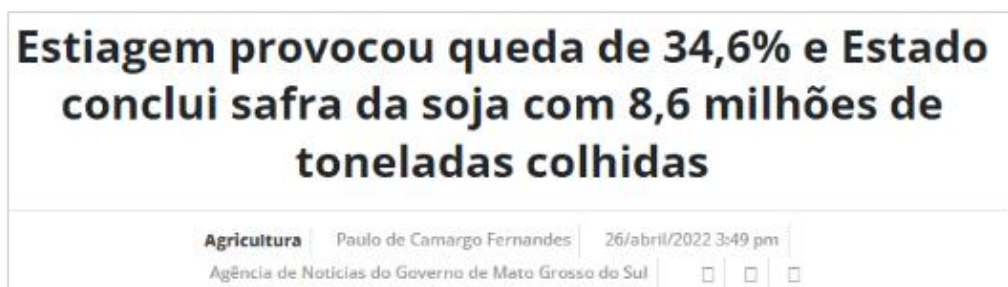 Estiagem provocou queda de 34,6% e Estado
conclui safra da soja com 8,6 milhões de
toneladas colhidas
Agricultura Paulo de Camargo Fernandes 26/abril/2022 3:49 pm
Agência de Noticias do Governo de Mato Grosso do Sul